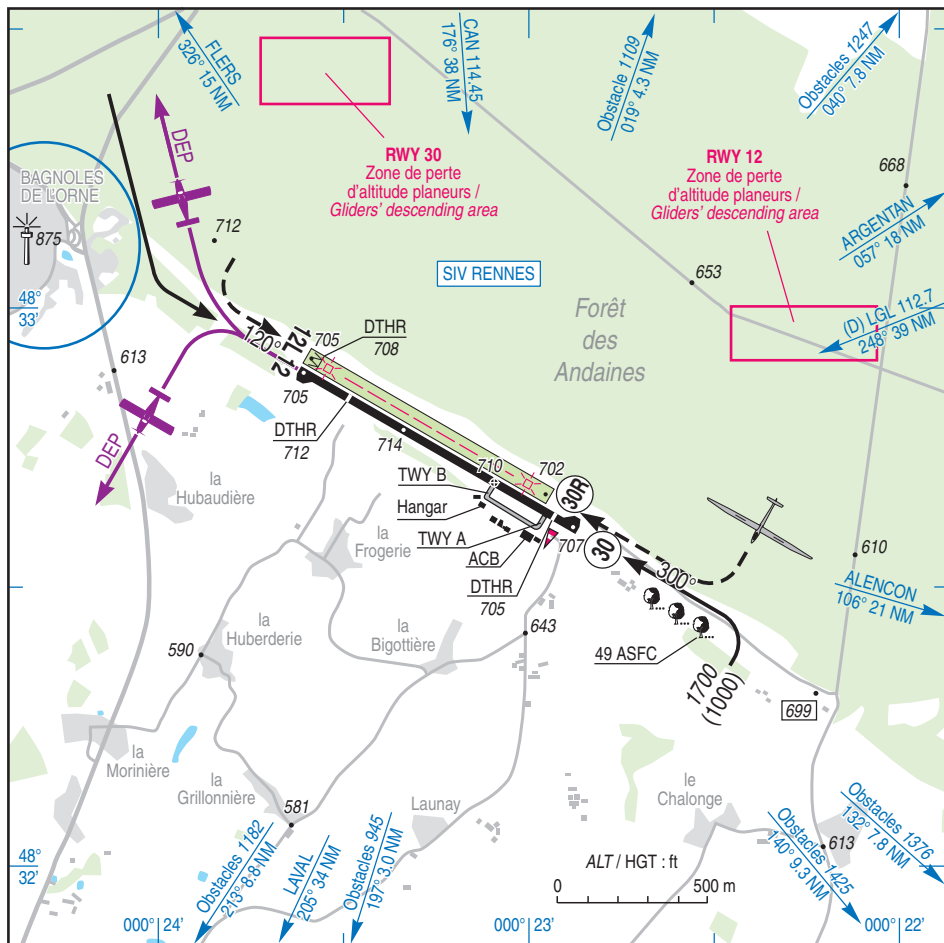 FLERS
326° 15 NM
CAN 114.45
176° 38 NM
Obstacle 1109
019° 4.3 NM
Obstacles 1247
040° 7.8 NM
DEP
RWY 30
Zone de perte
d'altitude planeurs /
Gliders' descending area
RWY 12
Zone de perte
d'altitude planeurs /
Gliders' descending area
668
BAGNOLES
DE L'ORNE
875
712
ARGENTAN
057° 18 NM
SIV RENNES
653
48°
33'
Forêt
des
Andaines
(D) LGL 112.7
248° 39 NM
613
120°
12L
12
705
DTHR
708
705
DTHR
712
714
DEP
la
Hubaudière
TWY B
710
702
30R
Hangar
TWY A
ACB
707
30
DTHR
705
300°
610
la
Frogerie
ALENCON
106° 21 NM
la
Huberderie
590
la
Bigottière
643
49 ASFC
1700
(1000)
699
la
Morinière
la
Grillonnière
581
Launay
le
Chalonge
613
48°
32'
Obstacles 1182
213° 8.8 NM
LAVAL
205° 34 NM
Obstacles 945
197° 3.0 NM
ALT / HGT : ft
0 500 m
Obstacles 1425
140° 9.3 NM
Obstacles 1376
132° 7.8 NM
000° 24'
000° 23'
000° 22'